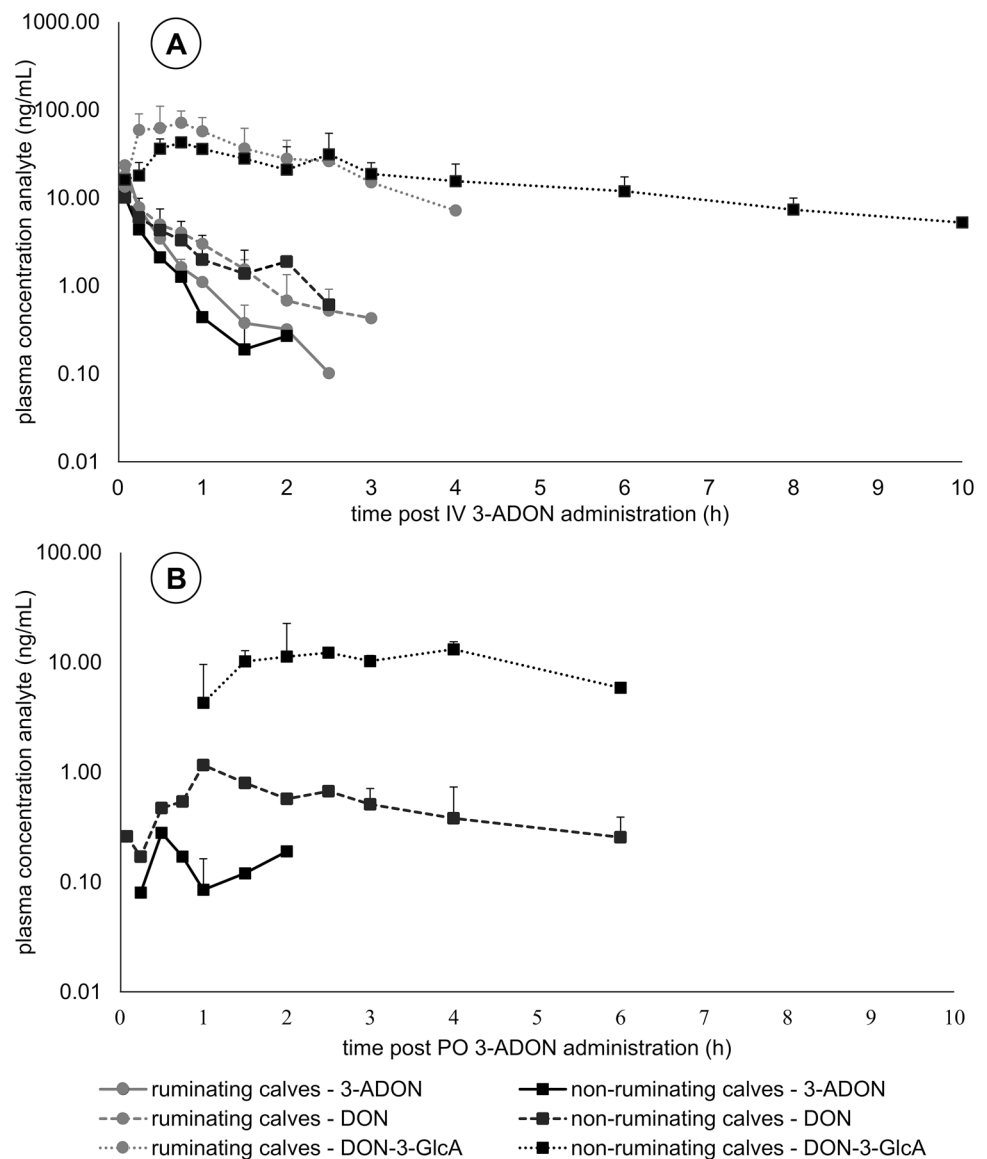 A
plasma concentration analyte (ng/mL)
1000.00
100.00
10.00
1.00
0.10
0.01
0 1 2 3 4 5 6 7 8 9 10
time post IV 3-ADON administration (h)
B
plasma concentration analyte (ng/mL)
100.00
10.00
1.00
0.10
0.01
0 1 2 3 4 5 6 7 8 9 10
time post PO 3-ADON administration (h)
ruminating calves - 3-ADON
non-ruminating calves - 3-ADON
ruminating calves - DON
non-ruminating calves - DON
ruminating calves - DON-3-GlcA
non-ruminating calves - DON-3-GlcA